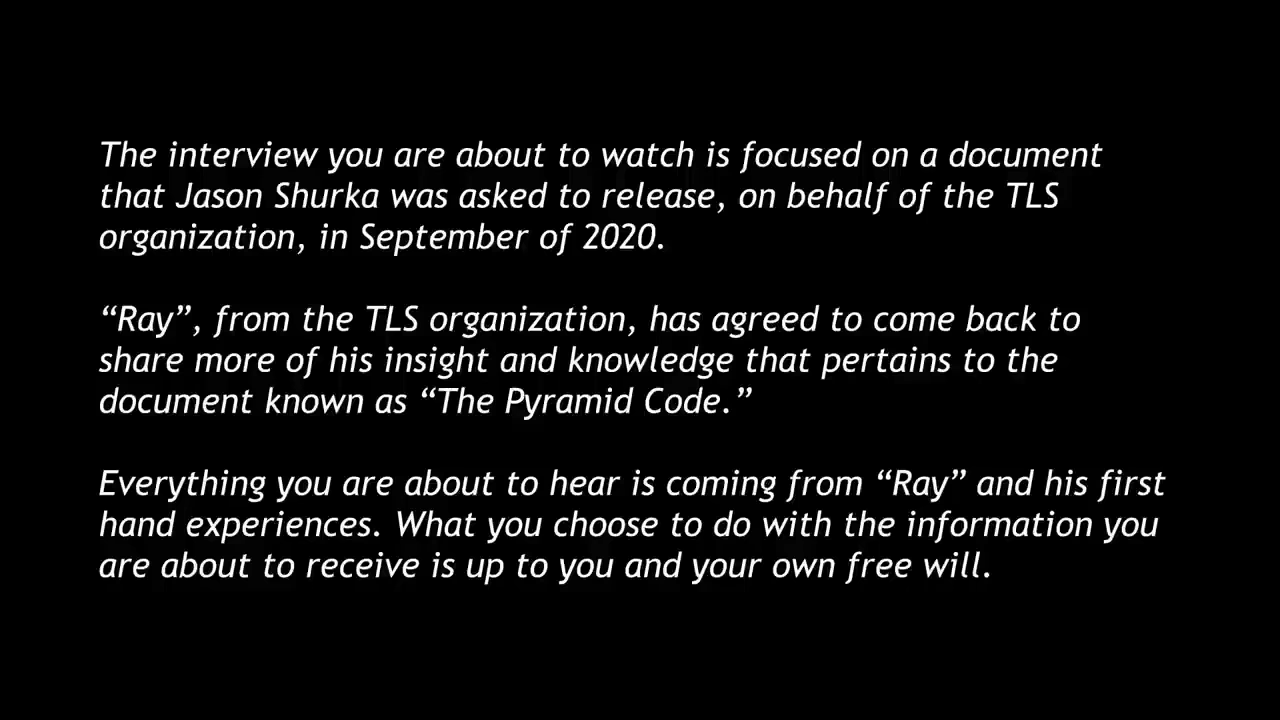 The interview you are about to watch is focused on a document
that Jason Shurka was asked to release, on behalf of the TLS
organization, in September of 2020.
“Ray”, from the TLS organization, has agreed to come back to
share more of his insight and knowledge that pertains to the
document known as “The Pyramid Code.”
Everything you are about to hear is coming from “Ray” and his first
hand experiences. What you choose to do with the information you
are about to receive is up to you and your own free will.